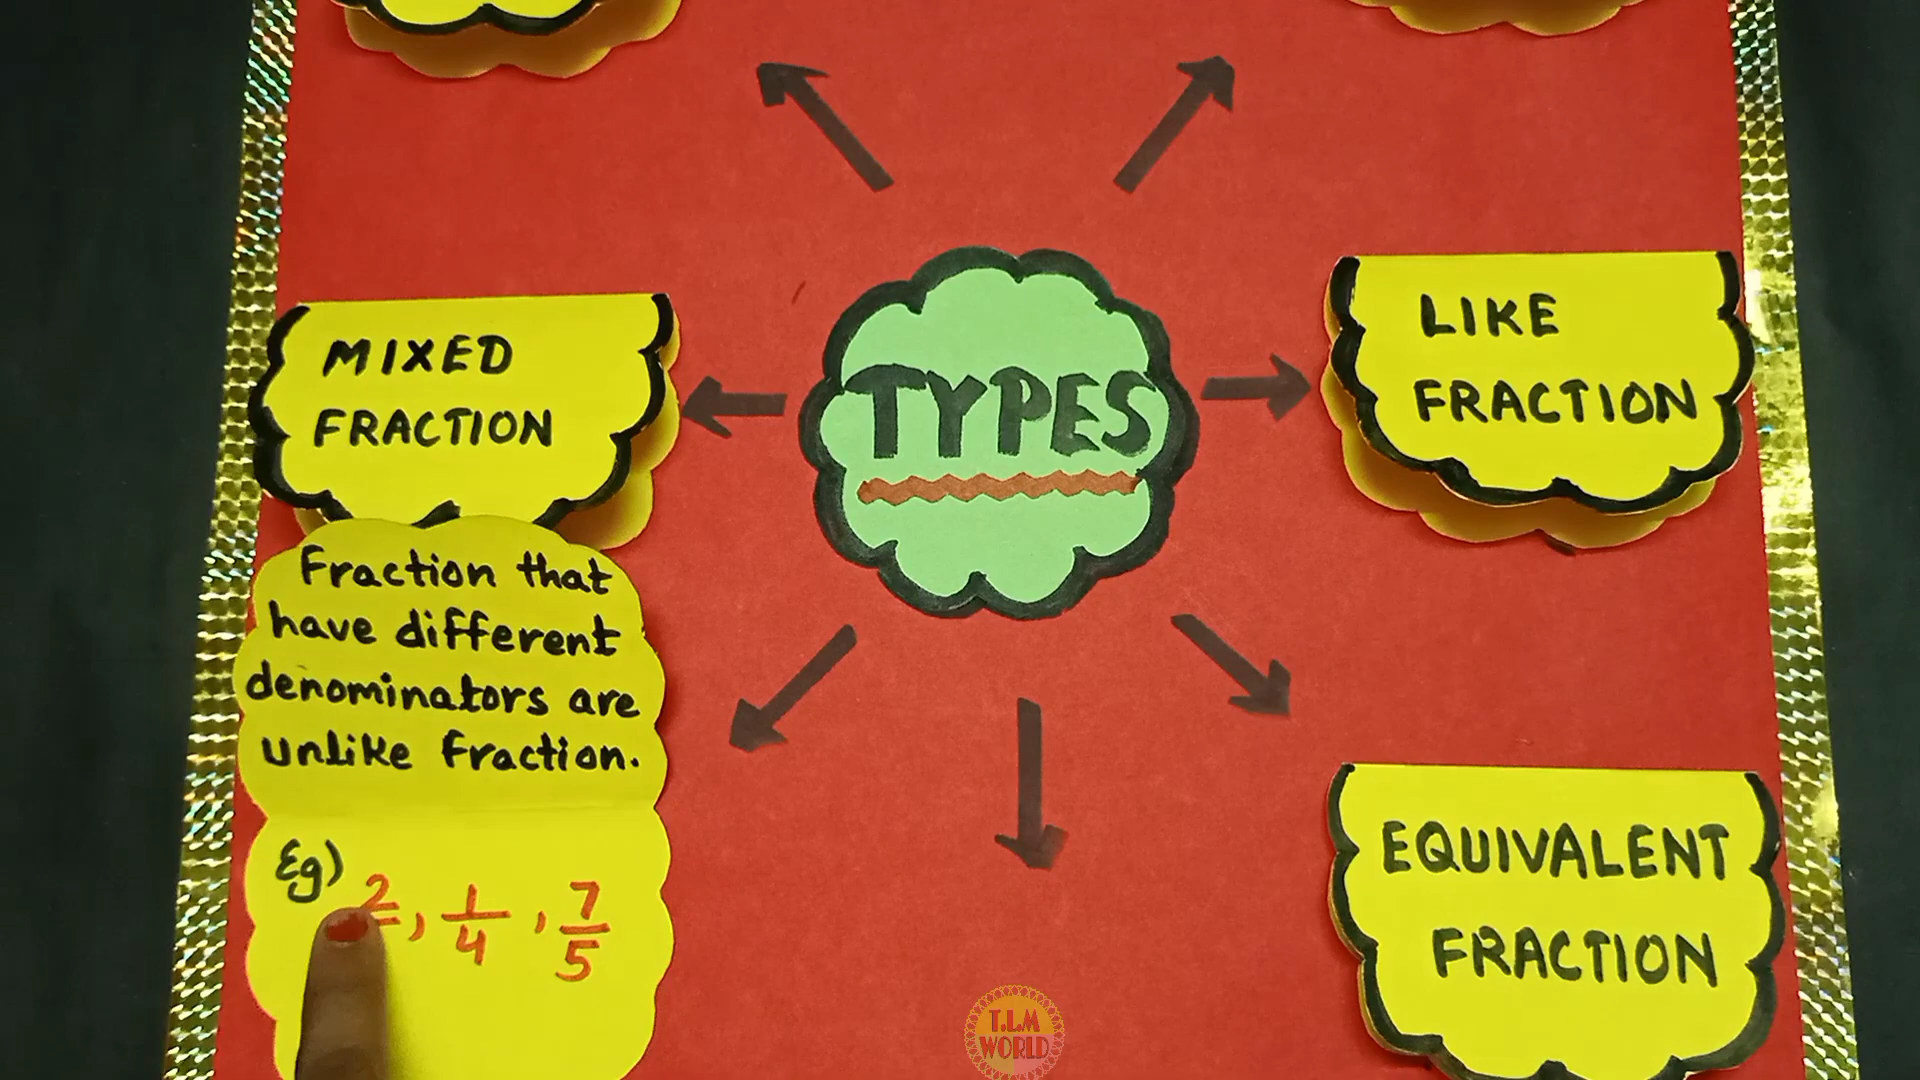 TYPES
MIXED
FRACTION
LIKE
FRACTION
Fraction that
have different
denominators are
unlike fraction.
Eg) 2, 1/4, 7/5
EQUIVALENT
FRACTION
T.L.M
WORLD